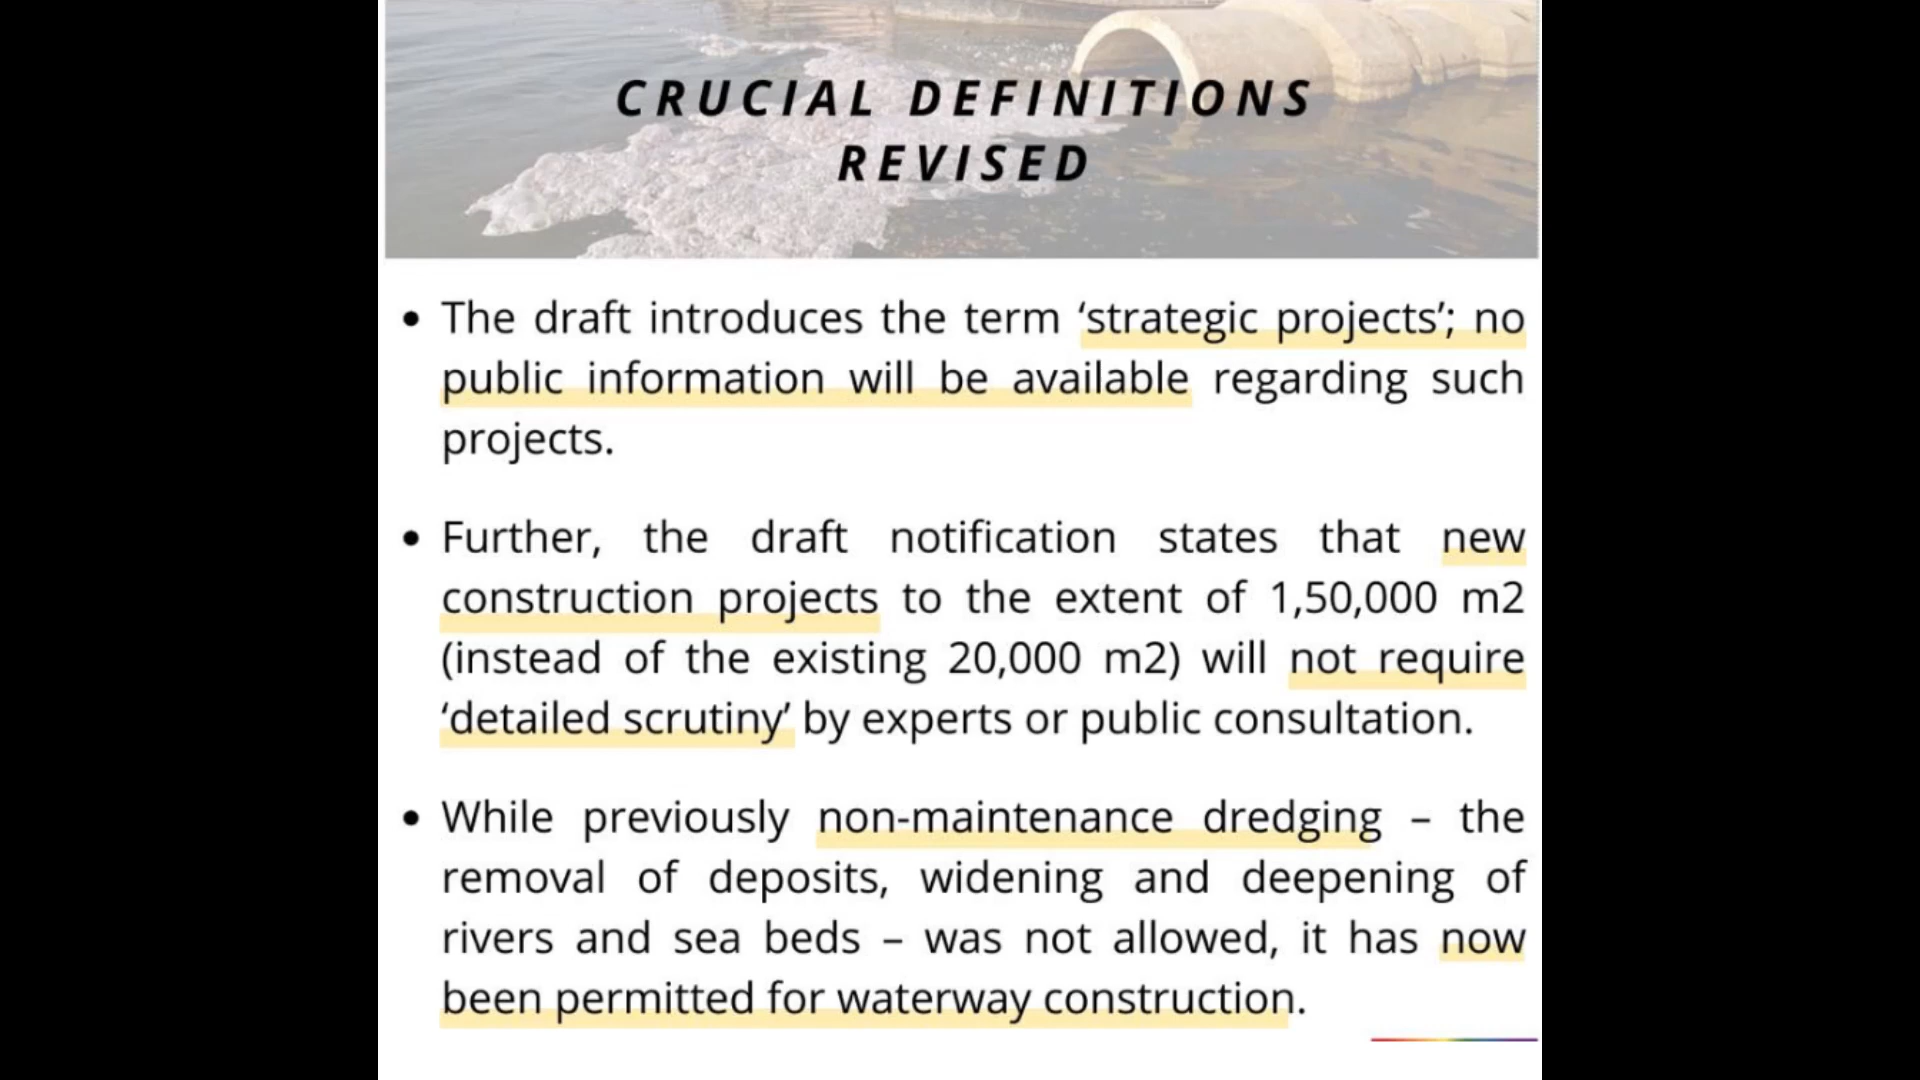 CRUCIAL DEFINITIONS
REVISED
• The draft introduces the term ‘strategic projects’; no
public information will be available regarding such
projects.
• Further, the draft notification states that new
construction projects to the extent of 1,50,000 m2
(instead of the existing 20,000 m2) will not require
‘detailed scrutiny’ by experts or public consultation.
• While previously non-maintenance dredging – the
removal of deposits, widening and deepening of
rivers and sea beds – was not allowed, it has now
been permitted for waterway construction.